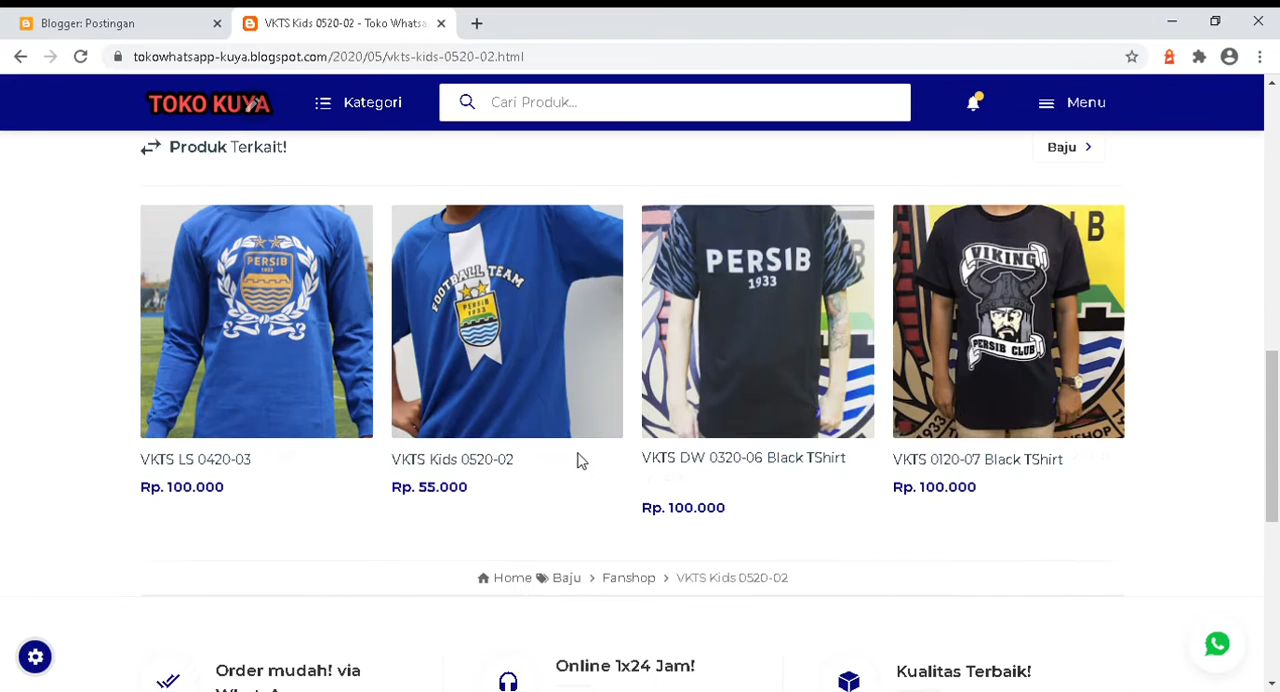 Blogger: Postingan
VKTS Kids 0520-02 - Toko Whatsa
tokowhatsapp-kuya.blogspot.com/2020/05/vkts-kids-0520-02.html
TOKO KUYA
Kategori
Cari Produk...
Menu
Produk Terkait!
Baju
PERSIB
1933
FOOTBALL TEAM
PERSIB
1933
PERSIB
1933
VIKING
PERSIB CLUB
B
VKTS LS 0420-03
VKTS Kids 0520-02
VKTS DW 0320-06 Black TShirt
VKTS 0120-07 Black TShirt
Rp. 100.000
Rp. 55.000
Rp. 100.000
Rp. 100.000
Home Baju > Fanshop > VKTS Kids 0520-02
Order mudah! via
Online 1x24 Jam!
Kualitas Terbaik!